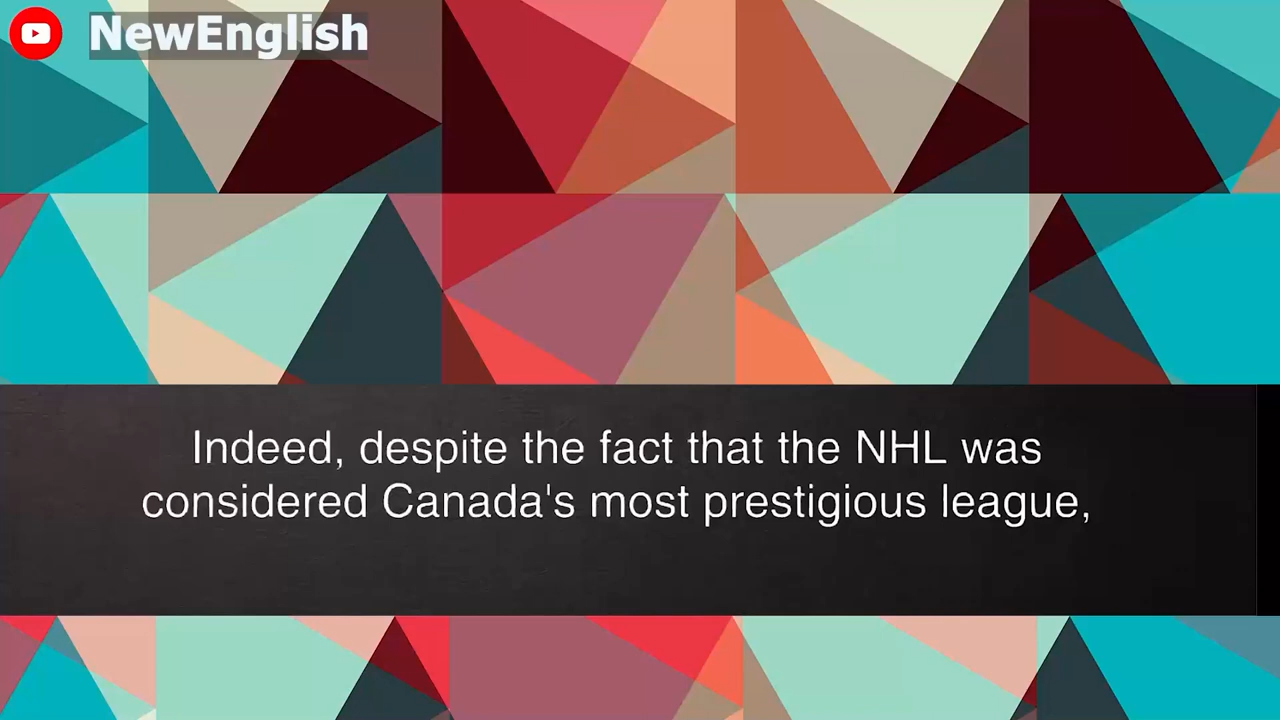 NewEnglish
Indeed, despite the fact that the NHL was
considered Canada's most prestigious league,